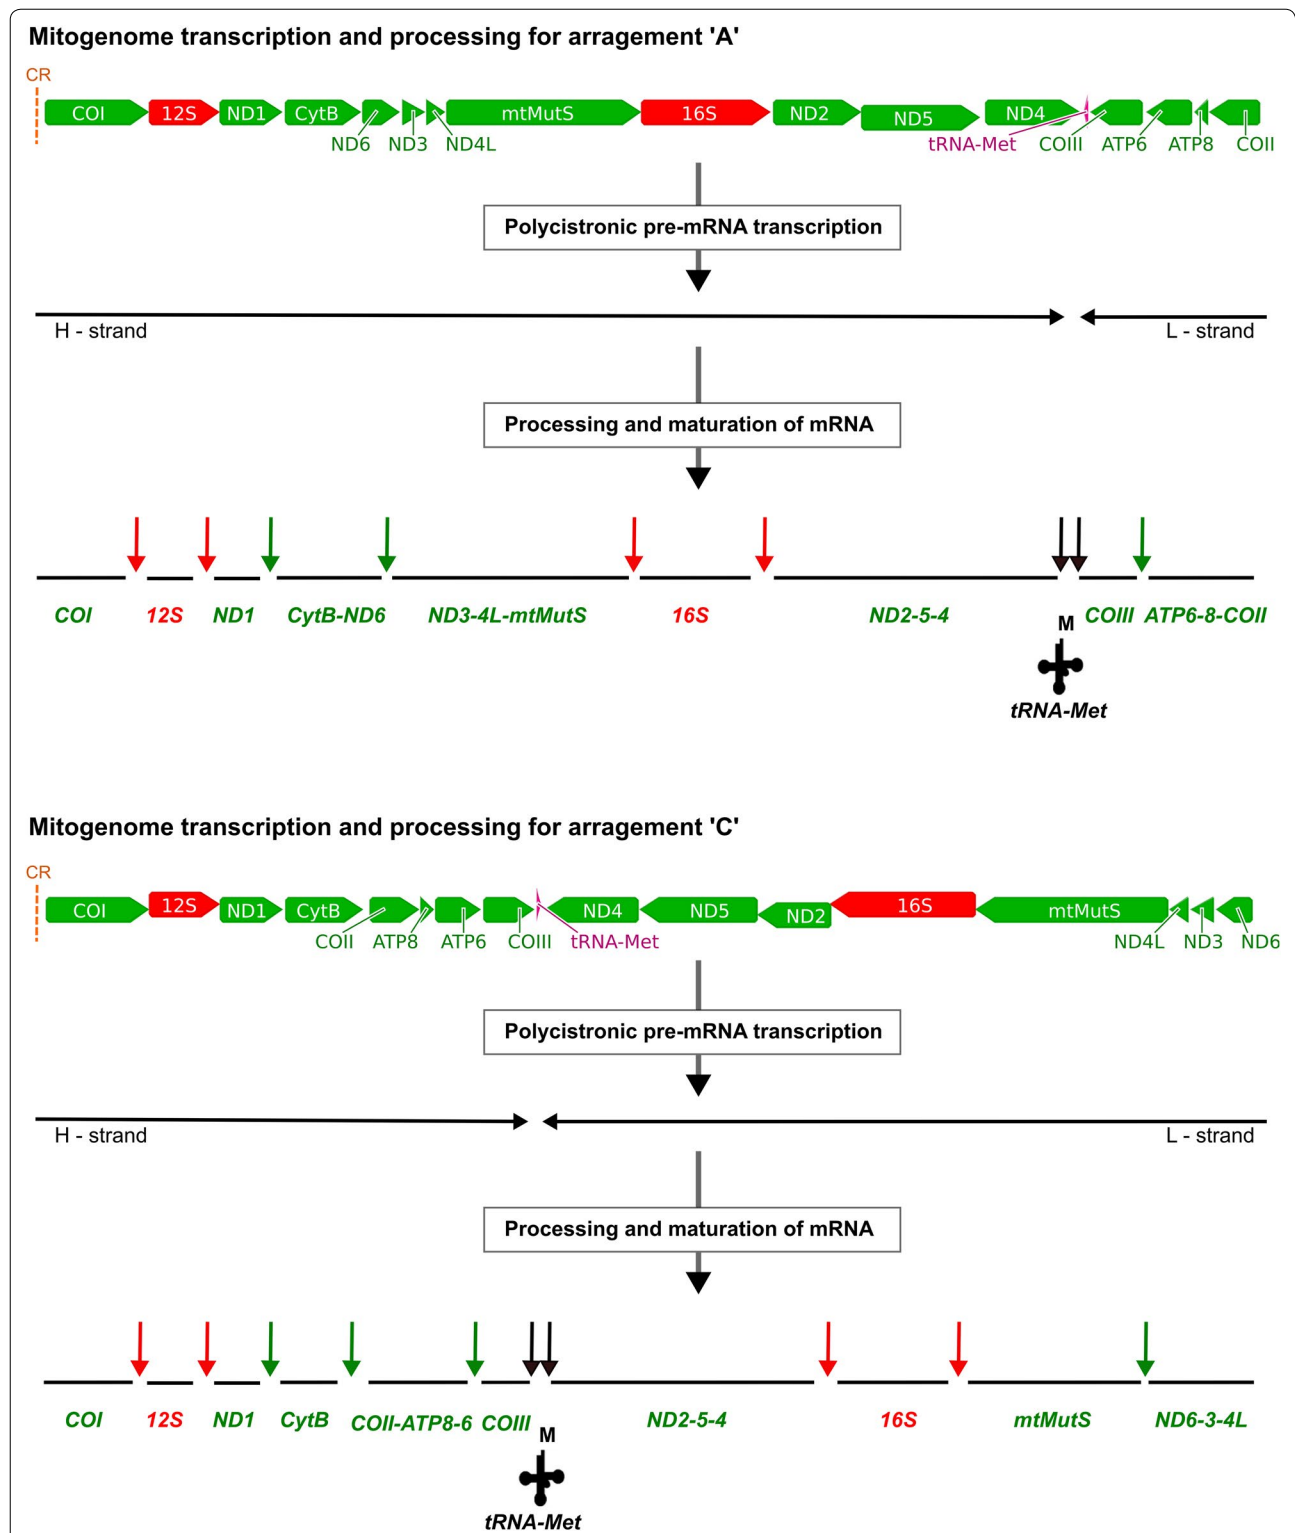 Mitogenome transcription and processing for arragement 'A'
CR
COI 12S ND1 CytB mtMutS 16S ND2 ND5 ND4
ND6 ND3 ND4L tRNA-Met COIII ATP6 ATP8 COII
Polycistronic pre-mRNA transcription
H - strand L - strand
Processing and maturation of mRNA
COI 12S ND1 CytB-ND6 ND3-4L-mtMutS 16S ND2-5-4 M COIII ATP6-8-COII
tRNA-Met
Mitogenome transcription and processing for arragement 'C'
CR
COI 12S ND1 CytB ND4 ND5 ND2 16S mtMutS
COII ATP8 ATP6 COIII tRNA-Met ND4L ND3 ND6
Polycistronic pre-mRNA transcription
H - strand L - strand
Processing and maturation of mRNA
COI 12S ND1 CytB COII-ATP8-6 COIII M ND2-5-4 16S mtMutS ND6-3-4L
tRNA-Met